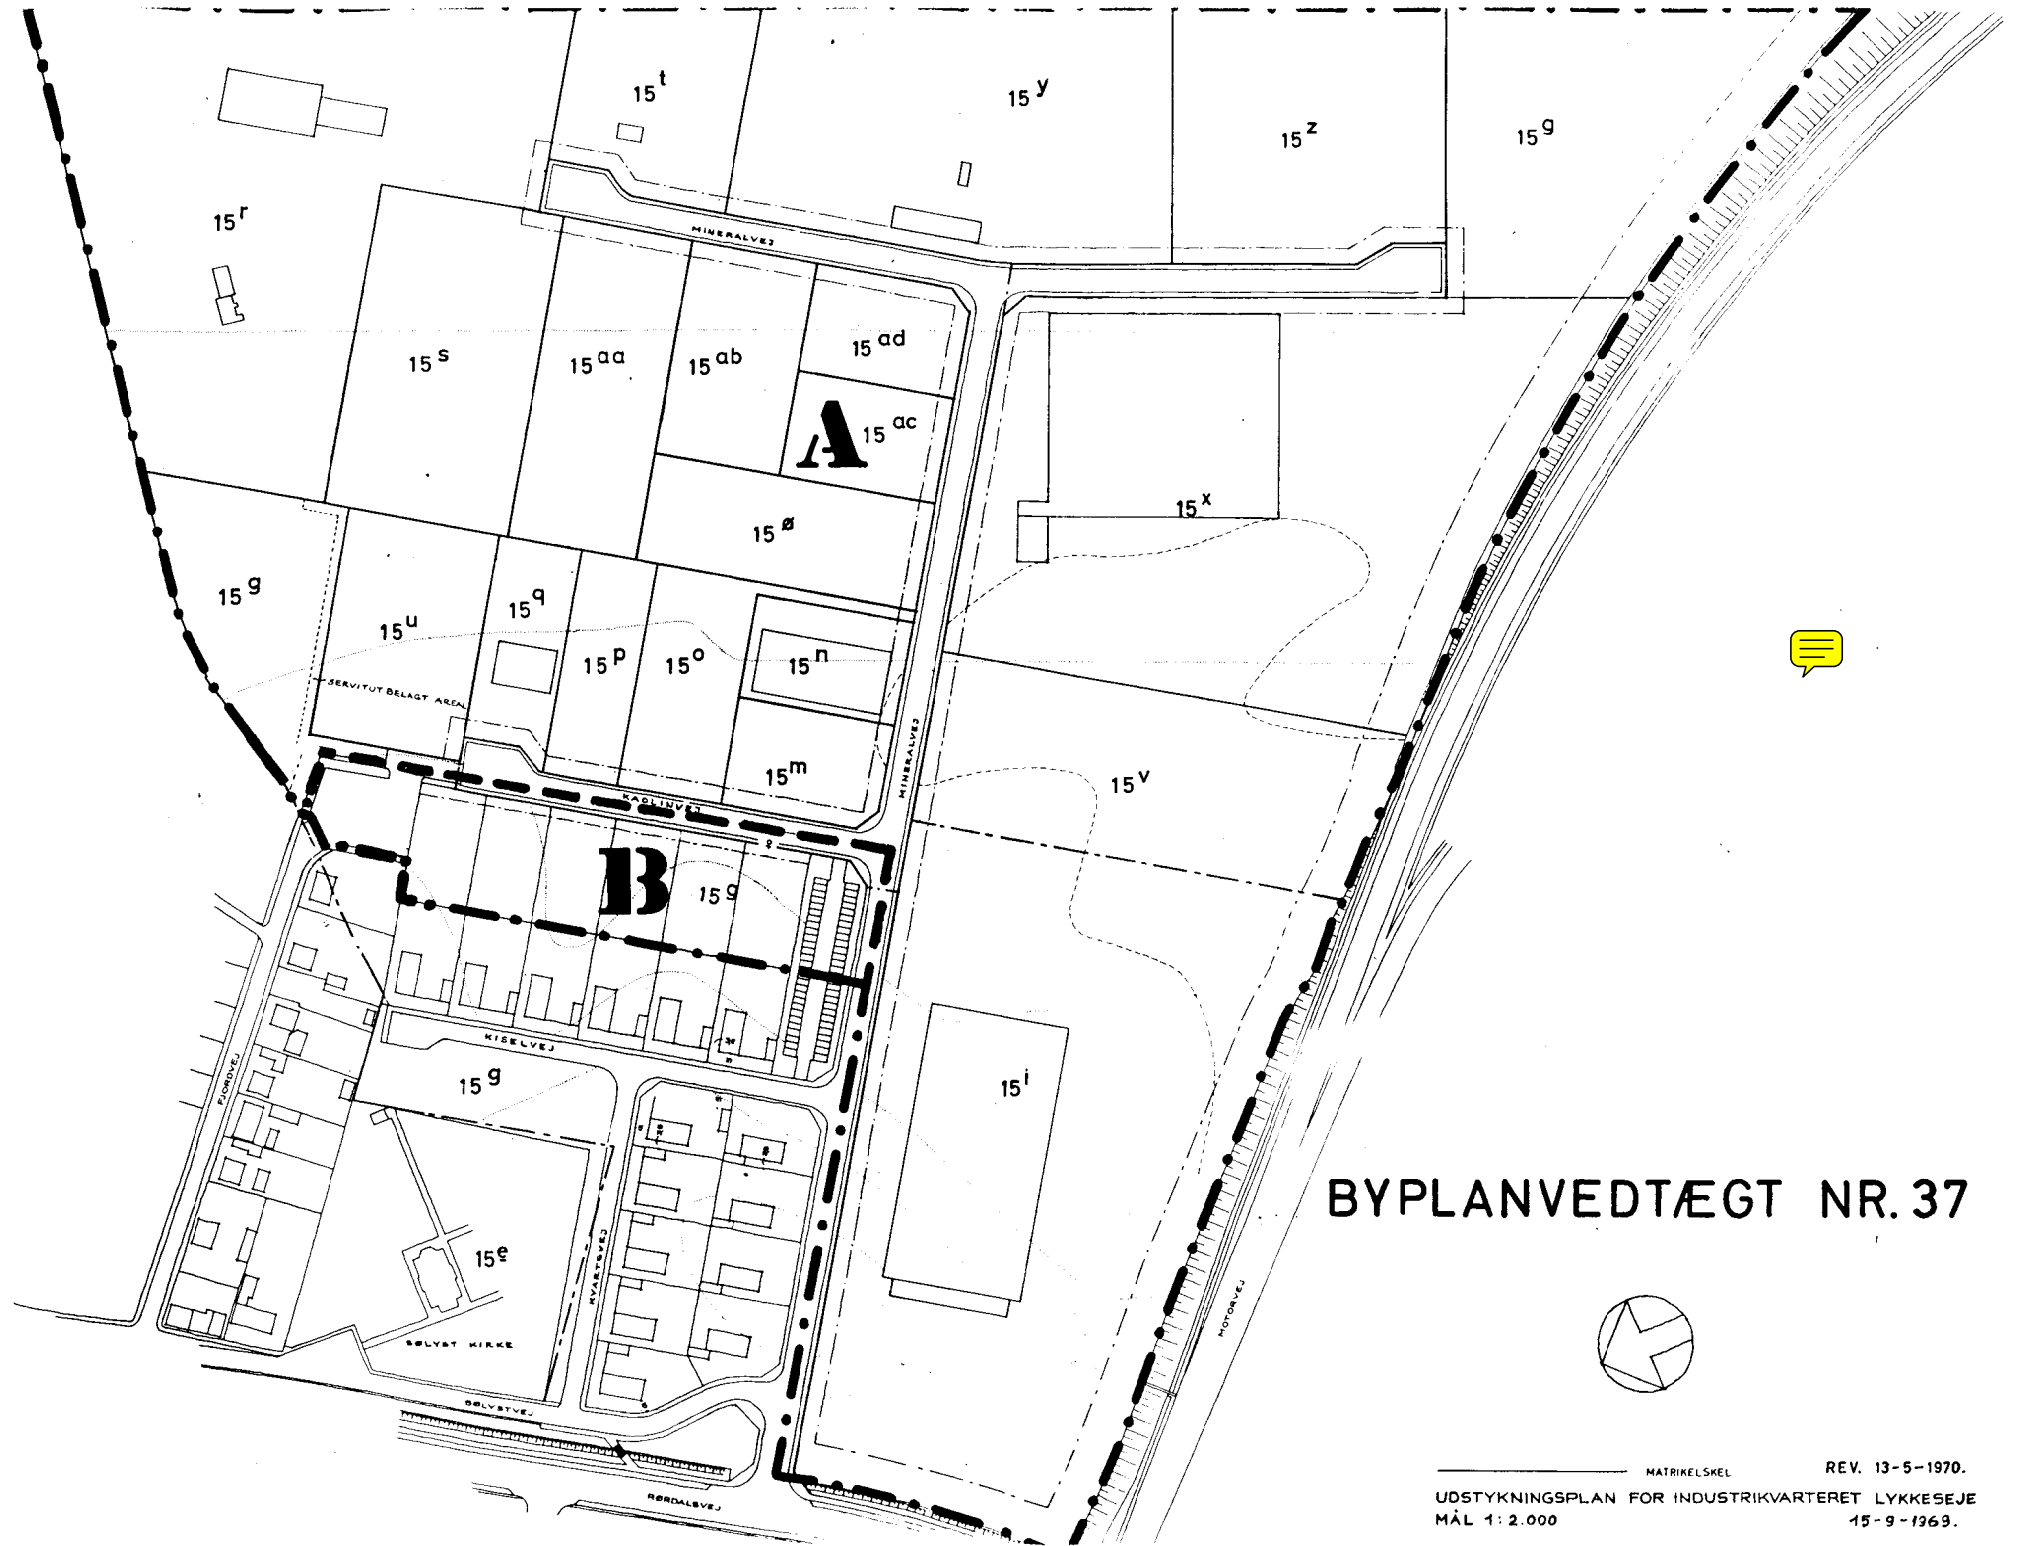 15 t
15 y
15 z
15 g
15 r
MINERALVEJ
15 s
15 aa
15 ab
15 ad
15 ac
A
15 x
15 ø
15 g
15 u
15 q
15 p
15 o
15 n
SERVITUT BELAGT AREAL
15 m
MINERALVEJ
15 v
KAOLINVEJ
B
15 g
KISELVEJ
15 g
FJORDVEJ
15 i
15 e
KVARTSVEJ
SØLYST KIRKE
MOTORVEJ
SØLYSTVEJ
RØRDALSVEJ
BYPLANVEDTÆGT NR. 37
MATRIKELSKEL REV. 13-5-1970.
UDSTYKNINGSPLAN FOR INDUSTRIKVARTERET LYKKESEJE
MÅL 1:2.000 15-9-1969.